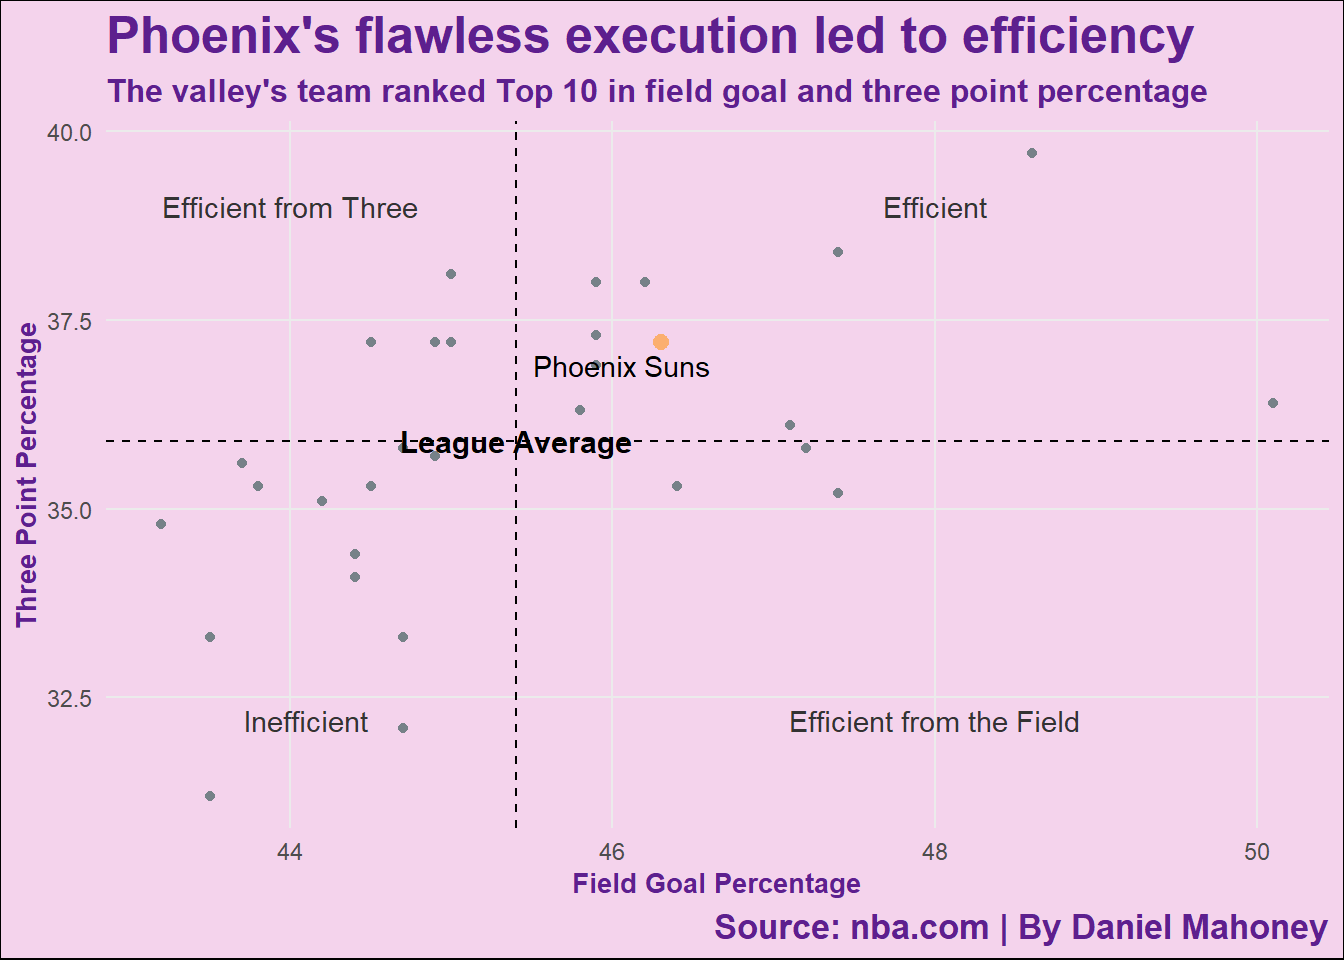 Phoenix's flawless execution led to efficiency
The valley's team ranked Top 10 in field goal and three point percentage
40.0
Efficient from Three
Efficient
37.5
Phoenix Suns
League Average
35.0
32.5
Inefficient
Efficient from the Field
Three Point Percentage
44
46
48
50
Field Goal Percentage
Source: nba.com | By Daniel Mahoney